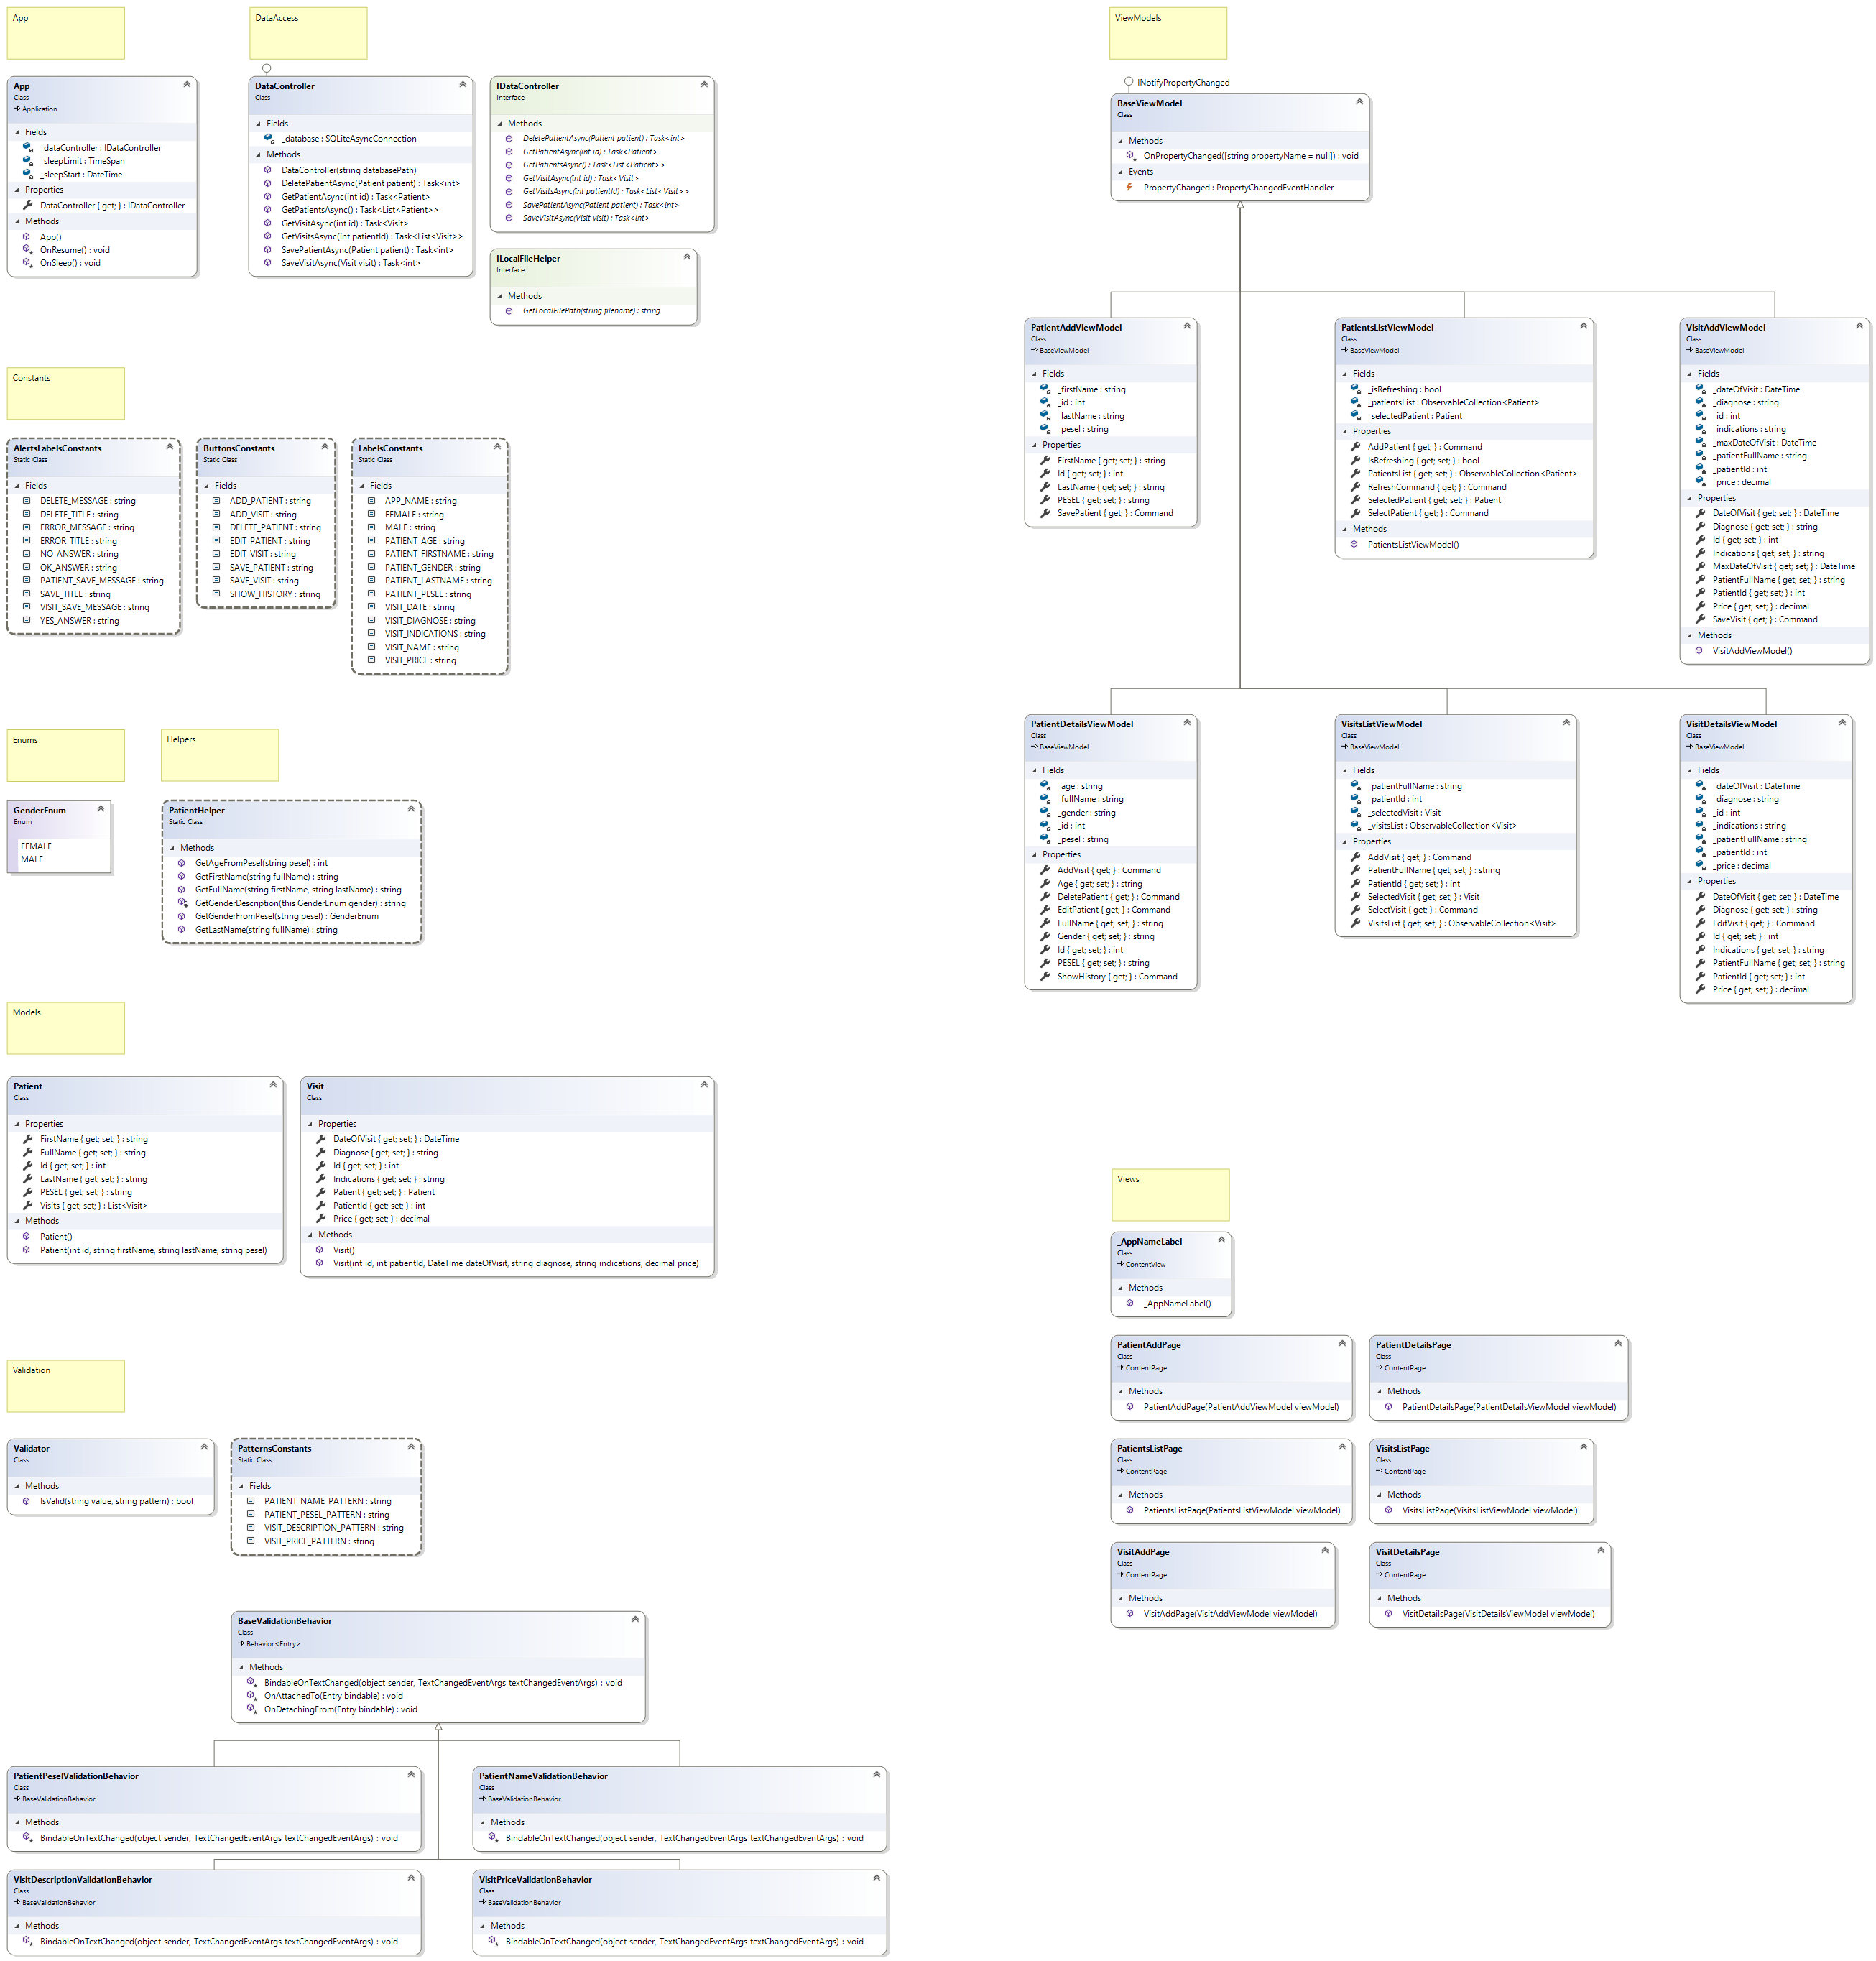 App
App
Class
Application
Fields
_dataController : IDataController
_sleepLimit : TimeSpan
_sleepStart : DateTime
Properties
DataController { get; } : IDataController
Methods
App()
OnResume() : void
OnSleep() : void
DataAccess
DataController
Class
Fields
_database : SQLiteAsyncConnection
Methods
DataController(string databasePath)
DeletePatientAsync(Patient patient) : Task<int>
GetPatientAsync(int id) : Task<Patient>
GetPatientsAsync() : Task<List<Patient>>
GetVisitAsync(int id) : Task<Visit>
GetVisitsAsync(int patientId) : Task<List<Visit>>
SavePatientAsync(Patient patient) : Task<int>
SaveVisitAsync(Visit visit) : Task<int>
IDataController
Interface
Methods
DeletePatientAsync(Patient patient) : Task<int>
GetPatientAsync(int id) : Task<Patient>
GetPatientsAsync() : Task<List<Patient>>
GetVisitAsync(int id) : Task<Visit>
GetVisitsAsync(int patientId) : Task<List<Visit>>
SavePatientAsync(Patient patient) : Task<int>
SaveVisitAsync(Visit visit) : Task<int>
ILocalFileHelper
Interface
Methods
GetLocalFilePath(string filename) : string
Constants
AlertsLabelsConstants
Static Class
Fields
DELETE_MESSAGE : string
DELETE_TITLE : string
ERROR_MESSAGE : string
ERROR_TITLE : string
NO_ANSWER : string
OK_ANSWER : string
PATIENT_SAVE_MESSAGE : string
SAVE_TITLE : string
VISIT_SAVE_MESSAGE : string
YES_ANSWER : string
ButtonsConstants
Static Class
Fields
ADD_PATIENT : string
ADD_VISIT : string
DELETE_PATIENT : string
EDIT_PATIENT : string
EDIT_VISIT : string
SAVE_PATIENT : string
SAVE_VISIT : string
SHOW_HISTORY : string
LabelsConstants
Static Class
Fields
APP_NAME : string
FEMALE : string
MALE : string
PATIENT_AGE : string
PATIENT_FIRSTNAME : string
PATIENT_GENDER : string
PATIENT_LASTNAME : string
PATIENT_PESEL : string
VISIT_DATE : string
VISIT_DIAGNOSE : string
VISIT_INDICATIONS : string
VISIT_NAME : string
VISIT_PRICE : string
Enums
GenderEnum
Enum
FEMALE
MALE
Helpers
PatientHelper
Static Class
Methods
GetAgeFromPesel(string pesel) : int
GetFirstName(string fullName) : string
GetFullName(string firstName, string lastName) : string
GetGenderDescription(this GenderEnum gender) : string
GetGenderFromPesel(string pesel) : GenderEnum
GetLastName(string fullName) : string
Models
Patient
Class
Properties
FirstName { get; set; } : string
FullName { get; set; } : string
Id { get; set; } : int
LastName { get; set; } : string
PESEL { get; set; } : string
Visits { get; set; } : List<Visit>
Methods
Patient()
Patient(int id, string firstName, string lastName, string pesel)
Visit
Class
Properties
DateOfVisit { get; set; } : DateTime
Diagnose { get; set; } : string
Id { get; set; } : int
Indications { get; set; } : string
Patient { get; set; } : Patient
PatientId { get; set; } : int
Price { get; set; } : decimal
Methods
Visit()
Visit(int id, int patientId, DateTime dateOfVisit, string diagnose, string indications, decimal price)
Validation
Validator
Class
Methods
IsValid(string value, string pattern) : bool
PatternsConstants
Static Class
Fields
PATIENT_NAME_PATTERN : string
PATIENT_PESEL_PATTERN : string
VISIT_DESCRIPTION_PATTERN : string
VISIT_PRICE_PATTERN : string
BaseValidationBehavior
Class
Behavior<Entry>
Methods
BindableOnTextChanged(object sender, TextChangedEventArgs textChangedEventArgs) : void
OnAttachedTo(Entry bindable) : void
OnDetachingFrom(Entry bindable) : void
PatientPeselValidationBehavior
Class
BaseValidationBehavior
Methods
BindableOnTextChanged(object sender, TextChangedEventArgs textChangedEventArgs) : void
PatientNameValidationBehavior
Class
BaseValidationBehavior
Methods
BindableOnTextChanged(object sender, TextChangedEventArgs textChangedEventArgs) : void
VisitDescriptionValidationBehavior
Class
BaseValidationBehavior
Methods
BindableOnTextChanged(object sender, TextChangedEventArgs textChangedEventArgs) : void
VisitPriceValidationBehavior
Class
BaseValidationBehavior
Methods
BindableOnTextChanged(object sender, TextChangedEventArgs textChangedEventArgs) : void
ViewModels
INotifyPropertyChanged
BaseViewModel
Class
Methods
OnPropertyChanged([string propertyName = null]) : void
Events
PropertyChanged : PropertyChangedEventHandler
PatientAddViewModel
Class
BaseViewModel
Fields
_firstName : string
_id : int
_lastName : string
_pesel : string
Properties
FirstName { get; set; } : string
Id { get; set; } : int
LastName { get; set; } : string
PESEL { get; set; } : string
SavePatient { get; } : Command
PatientsListViewModel
Class
BaseViewModel
Fields
_isRefreshing : bool
_patientsList : ObservableCollection<Patient>
_selectedPatient : Patient
Properties
AddPatient { get; } : Command
IsRefreshing { get; set; } : bool
PatientsList { get; set; } : ObservableCollection<Patient>
RefreshCommand { get; } : Command
SelectedPatient { get; set; } : Patient
SelectPatient { get; } : Command
Methods
PatientsListViewModel()
VisitAddViewModel
Class
BaseViewModel
Fields
_dateOfVisit : DateTime
_diagnose : string
_id : int
_indications : string
_maxDateOfVisit : DateTime
_patientFullName : string
_patientId : int
_price : decimal
Properties
DateOfVisit { get; set; } : DateTime
Diagnose { get; set; } : string
Id { get; set; } : int
Indications { get; set; } : string
MaxDateOfVisit { get; set; } : DateTime
PatientFullName { get; set; } : string
PatientId { get; set; } : int
Price { get; set; } : decimal
SaveVisit { get; } : Command
Methods
VisitAddViewModel()
PatientDetailsViewModel
Class
BaseViewModel
Fields
_age : string
_fullName : string
_gender : string
_id : int
_pesel : string
Properties
AddVisit { get; } : Command
Age { get; set; } : string
DeletePatient { get; } : Command
EditPatient { get; } : Command
FullName { get; set; } : string
Gender { get; set; } : string
Id { get; set; } : int
PESEL { get; set; } : string
ShowHistory { get; } : Command
VisitsListViewModel
Class
BaseViewModel
Fields
_patientFullName : string
_patientId : int
_selectedVisit : Visit
_visitsList : ObservableCollection<Visit>
Properties
AddVisit { get; } : Command
PatientFullName { get; set; } : string
PatientId { get; set; } : int
SelectedVisit { get; set; } : Visit
SelectVisit { get; } : Command
VisitsList { get; set; } : ObservableCollection<Visit>
VisitDetailsViewModel
Class
BaseViewModel
Fields
_dateOfVisit : DateTime
_diagnose : string
_id : int
_indications : string
_patientFullName : string
_patientId : int
_price : decimal
Properties
DateOfVisit { get; set; } : DateTime
Diagnose { get; set; } : string
EditVisit { get; } : Command
Id { get; set; } : int
Indications { get; set; } : string
PatientFullName { get; set; } : string
PatientId { get; set; } : int
Price { get; set; } : decimal
Views
_AppNameLabel
Class
ContentView
Methods
_AppNameLabel()
PatientAddPage
Class
ContentPage
Methods
PatientAddPage(PatientAddViewModel viewModel)
PatientDetailsPage
Class
ContentPage
Methods
PatientDetailsPage(PatientDetailsViewModel viewModel)
PatientsListPage
Class
ContentPage
Methods
PatientsListPage(PatientsListViewModel viewModel)
VisitsListPage
Class
ContentPage
Methods
VisitsListPage(VisitsListViewModel viewModel)
VisitAddPage
Class
ContentPage
Methods
VisitAddPage(VisitAddViewModel viewModel)
VisitDetailsPage
Class
ContentPage
Methods
VisitDetailsPage(VisitDetailsViewModel viewModel)